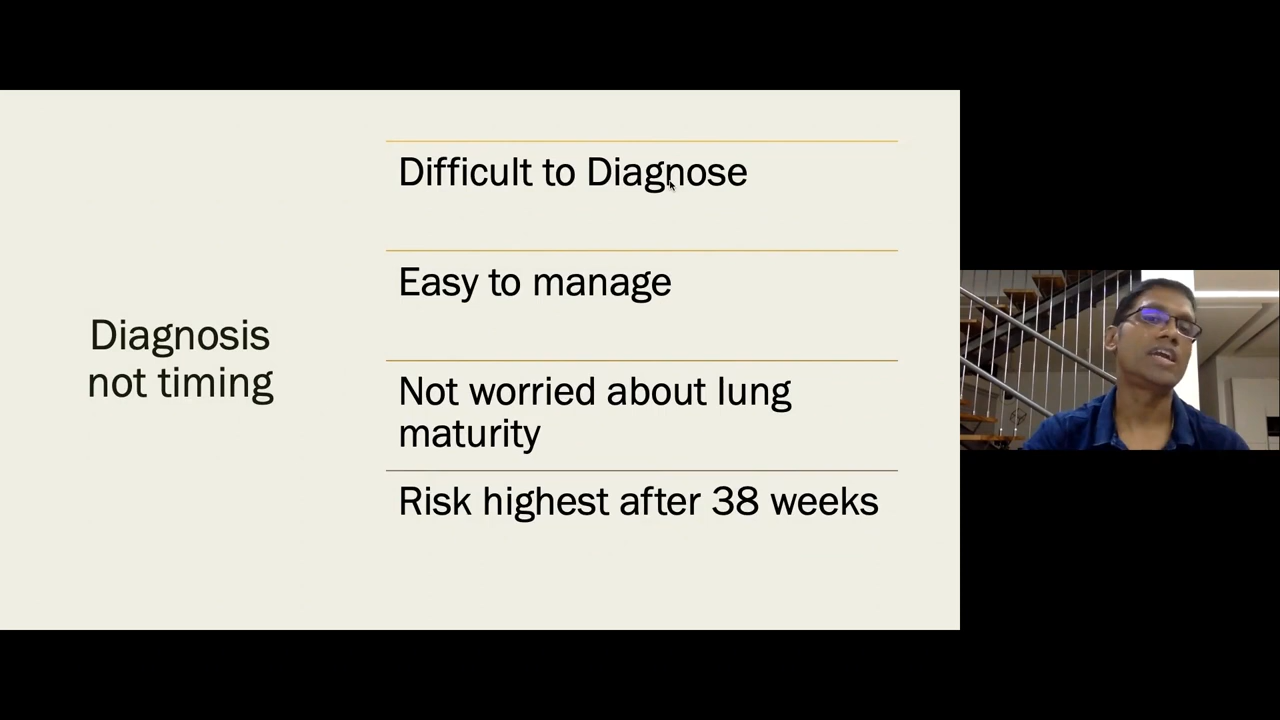 Diagnosis
not timing
Difficult to Diagnose
Easy to manage
Not worried about lung
maturity
Risk highest after 38 weeks